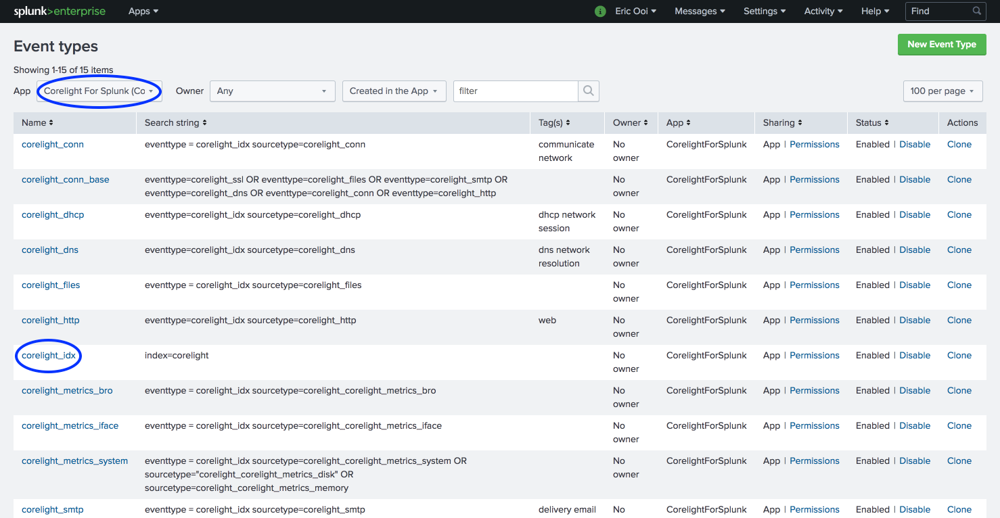 splunk>enterprise Apps i Eric Ooi Messages Settings Activity Help Find
Event types New Event Type
Showing 1-15 of 15 items
App Corelight For Splunk (Co Owner Any Created in the App filter 100 per page
Name Search string Tag(s) Owner App Sharing Status Actions
corelight_conn eventtype = corelight_idx sourcetype=corelight_conn communicate No CorelightForSplunk App | Permissions Enabled | Disable Clone
network owner
corelight_conn_base eventtype=corelight_ssl OR eventtype=corelight_files OR eventtype=corelight_smtp OR No CorelightForSplunk App | Permissions Enabled | Disable Clone
eventtype=corelight_dns OR eventtype=corelight_conn OR eventtype=corelight_http owner
corelight_dhcp eventtype=corelight_idx sourcetype=corelight_dhcp dhcp network No CorelightForSplunk App | Permissions Enabled | Disable Clone
session owner
corelight_dns eventtype=corelight_idx sourcetype=corelight_dns dns network No CorelightForSplunk App | Permissions Enabled | Disable Clone
resolution owner
corelight_files eventtype = corelight_idx sourcetype=corelight_files No CorelightForSplunk App | Permissions Enabled | Disable Clone
owner
corelight_http eventtype=corelight_idx sourcetype=corelight_http web No CorelightForSplunk App | Permissions Enabled | Disable Clone
owner
corelight_idx index=corelight No CorelightForSplunk App | Permissions Enabled | Disable Clone
owner
corelight_metrics_bro eventtype = corelight_idx sourcetype=corelight_corelight_metrics_bro No CorelightForSplunk App | Permissions Enabled | Disable Clone
owner
corelight_metrics_iface eventtype = corelight_idx sourcetype=corelight_corelight_metrics_iface No CorelightForSplunk App | Permissions Enabled | Disable Clone
owner
corelight_metrics_system eventtype = corelight_idx sourcetype=corelight_corelight_metrics_system OR No CorelightForSplunk App | Permissions Enabled | Disable Clone
sourcetype="corelight_corelight_metrics_disk" OR owner
sourcetype=corelight_corelight_metrics_memory
corelight_smtp eventtype = corelight_idx sourcetype=corelight_smtp delivery email No CorelightForSplunk App | Permissions Enabled | Disable Clone